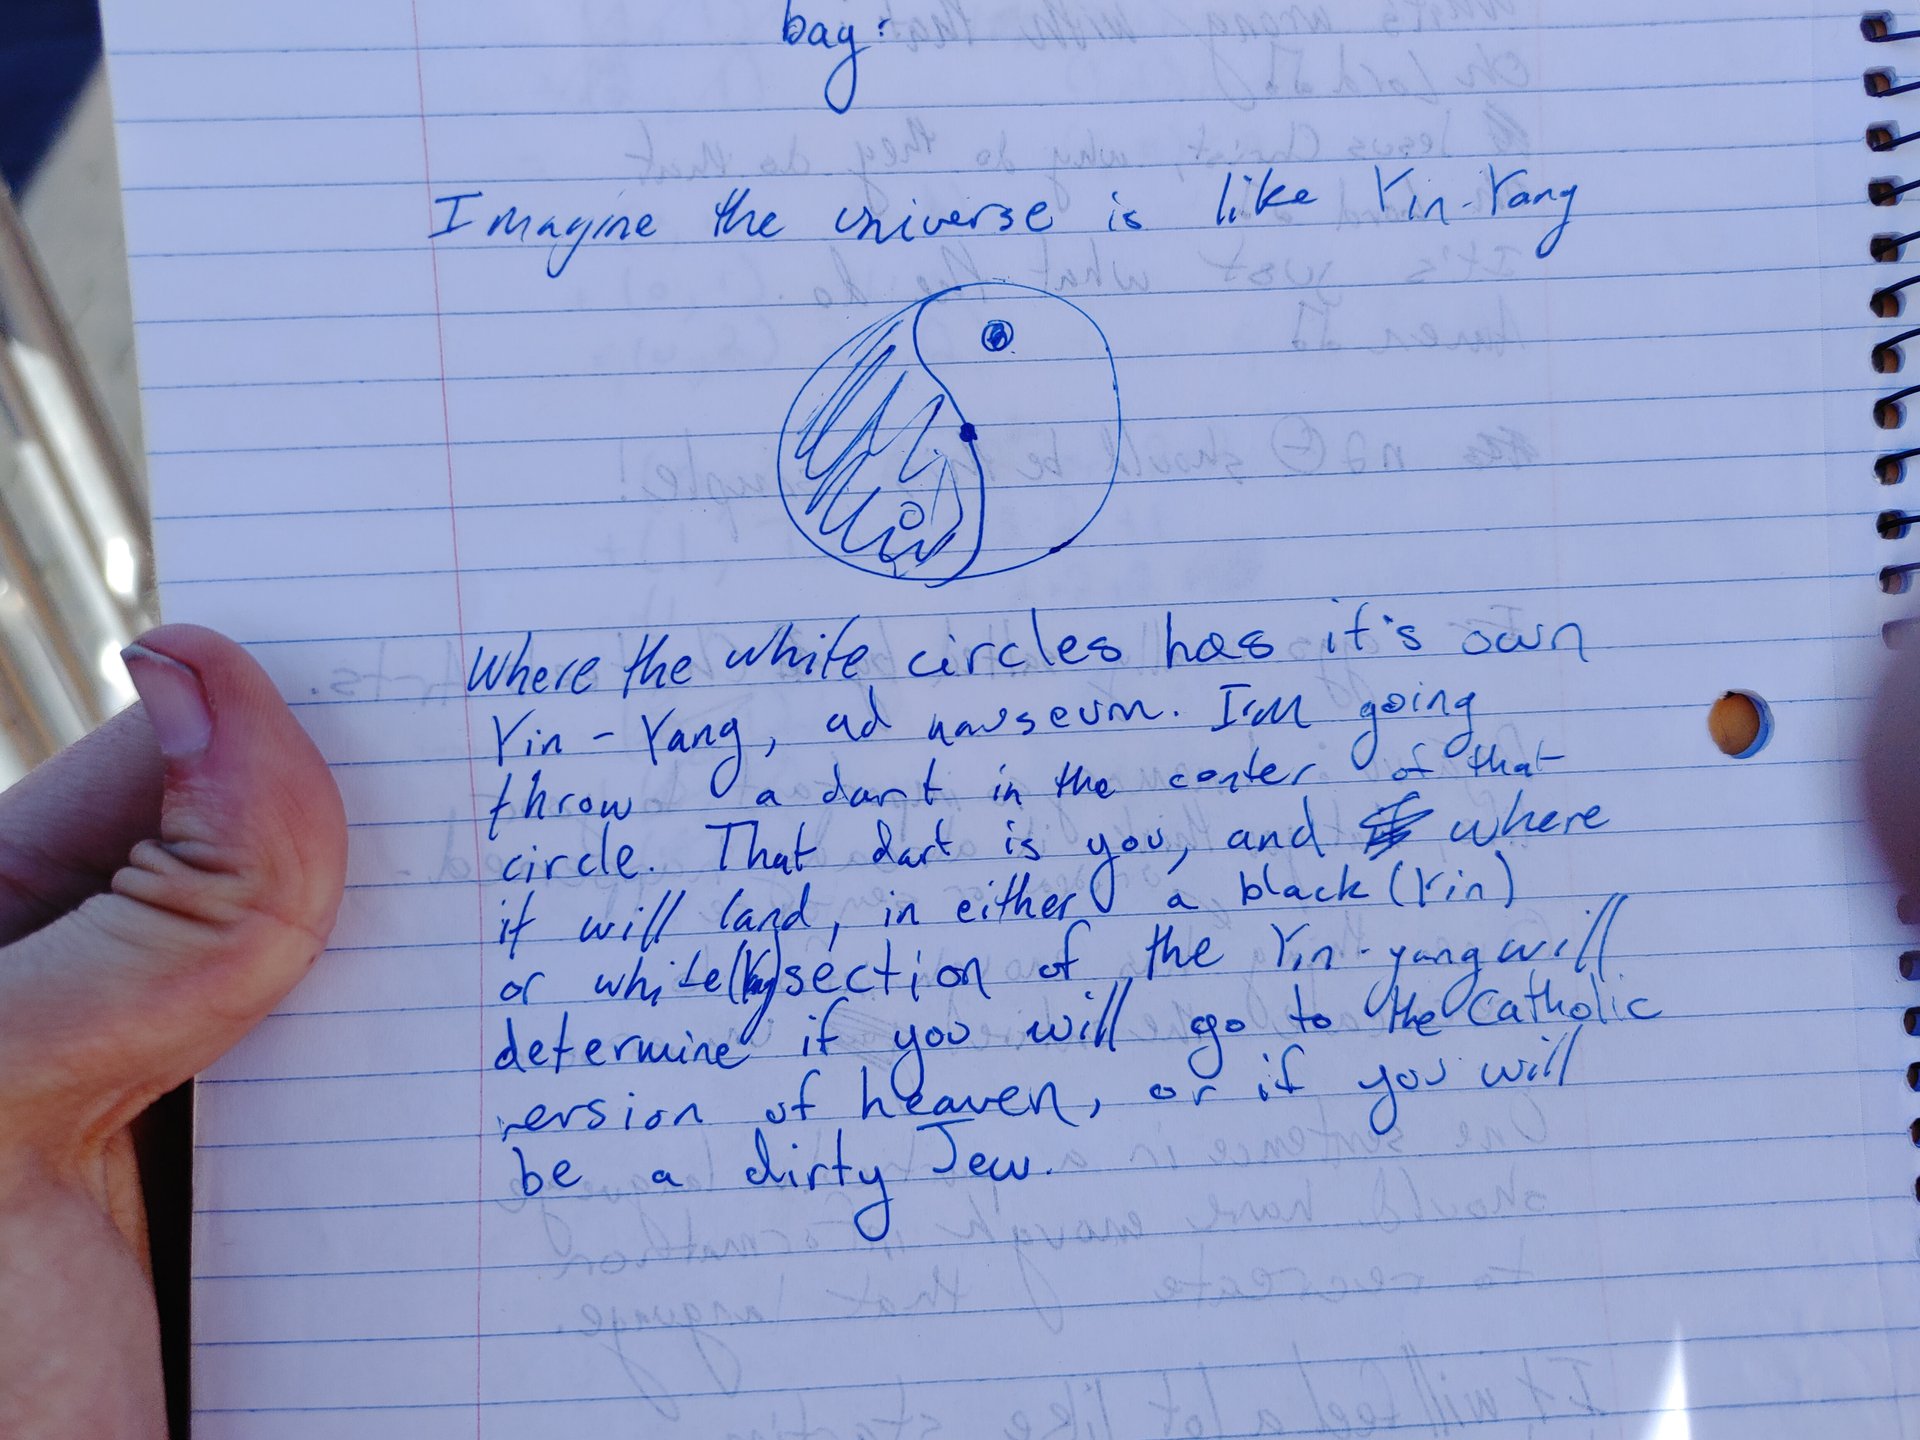 bay:
Imagine the universe is like Yin-Yang
Where the white circles has it's own
Yin - Yang, ad nauseum. I'm going
throw a dart in the center of that
circle. That dart is you, and where
it will land, in either a black (Yin)
or white section of the Yin-yang will
determine if you will go to the Catholic
version of heaven, or if you will
be a dirty Jew.